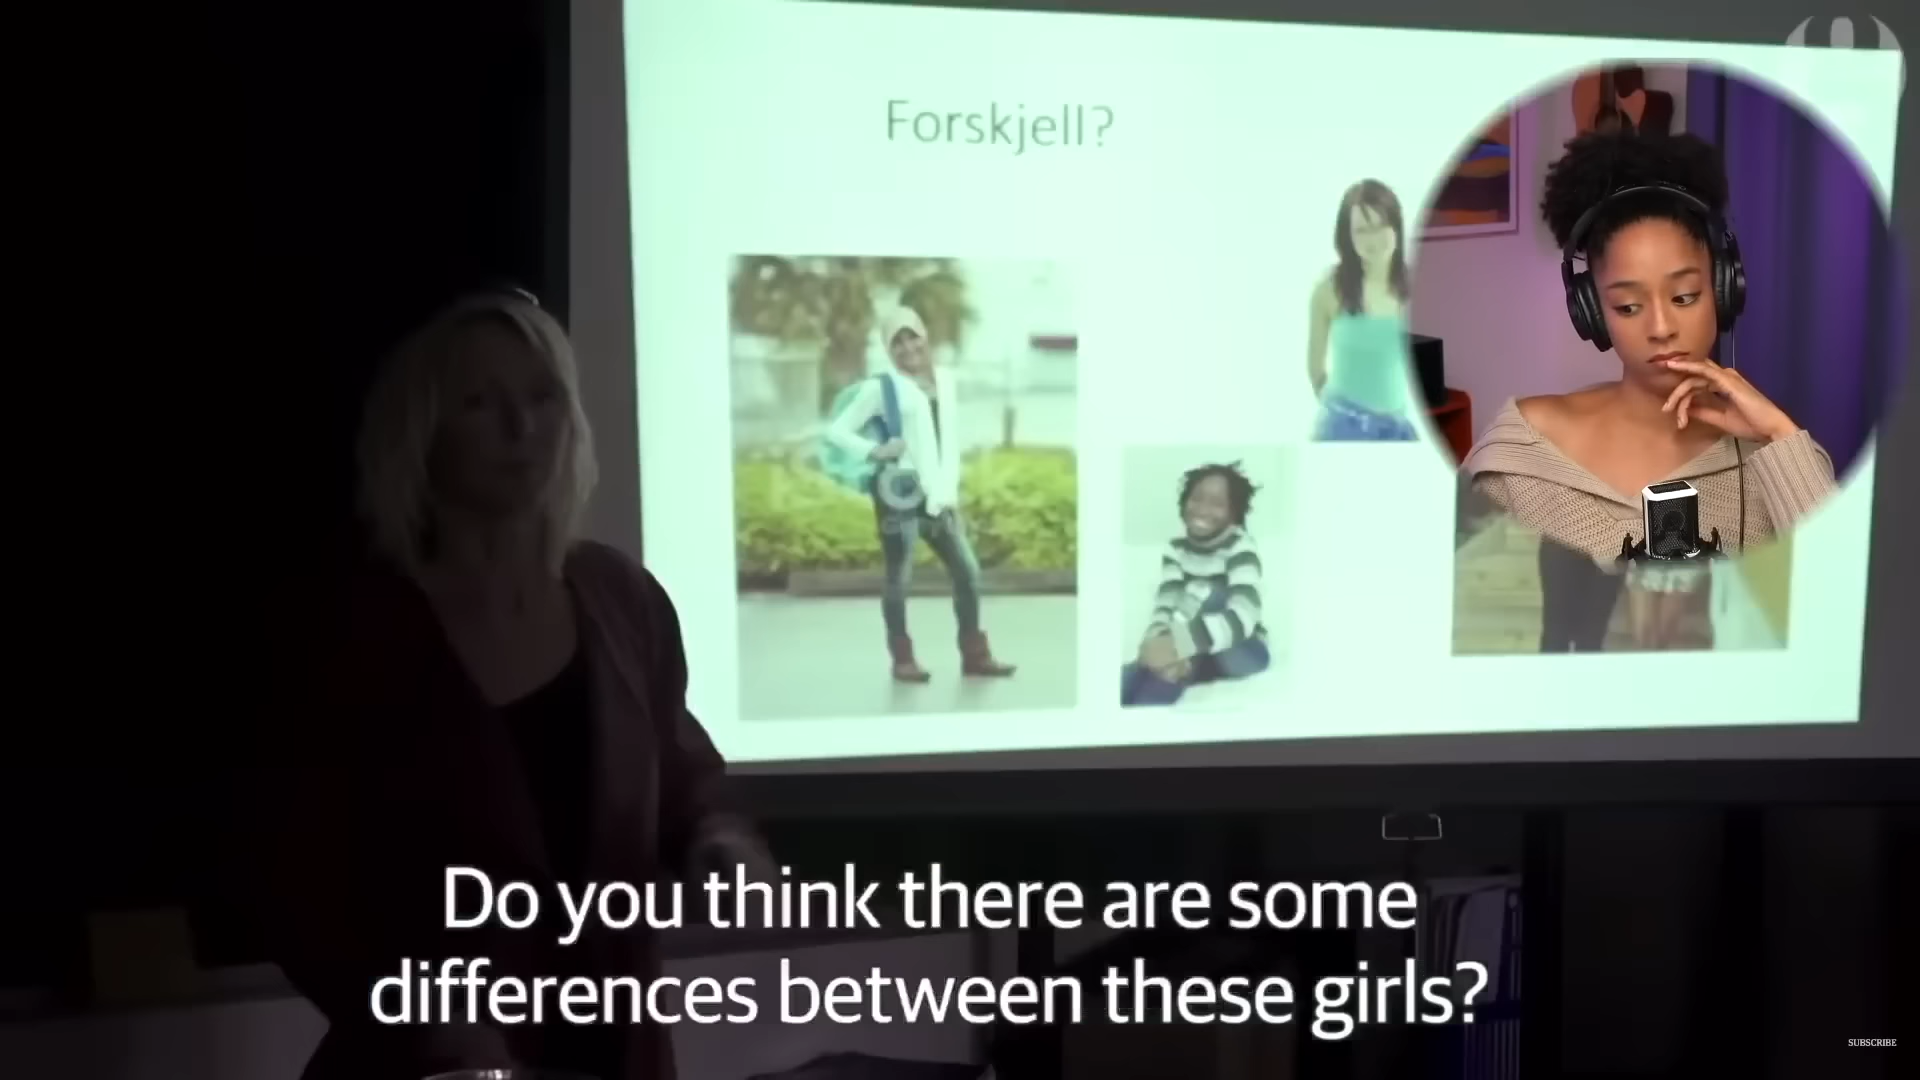 Forskjell?
Do you think there are some
differences between these girls?
SUBSCRIBE